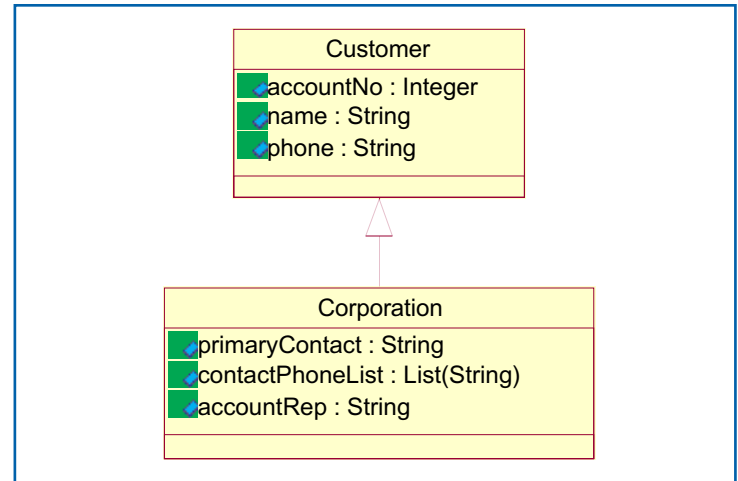 Customer
accountNo : Integer
name : String
phone : String
Corporation
primaryContact : String
contactPhoneList : List(String)
accountRep : String